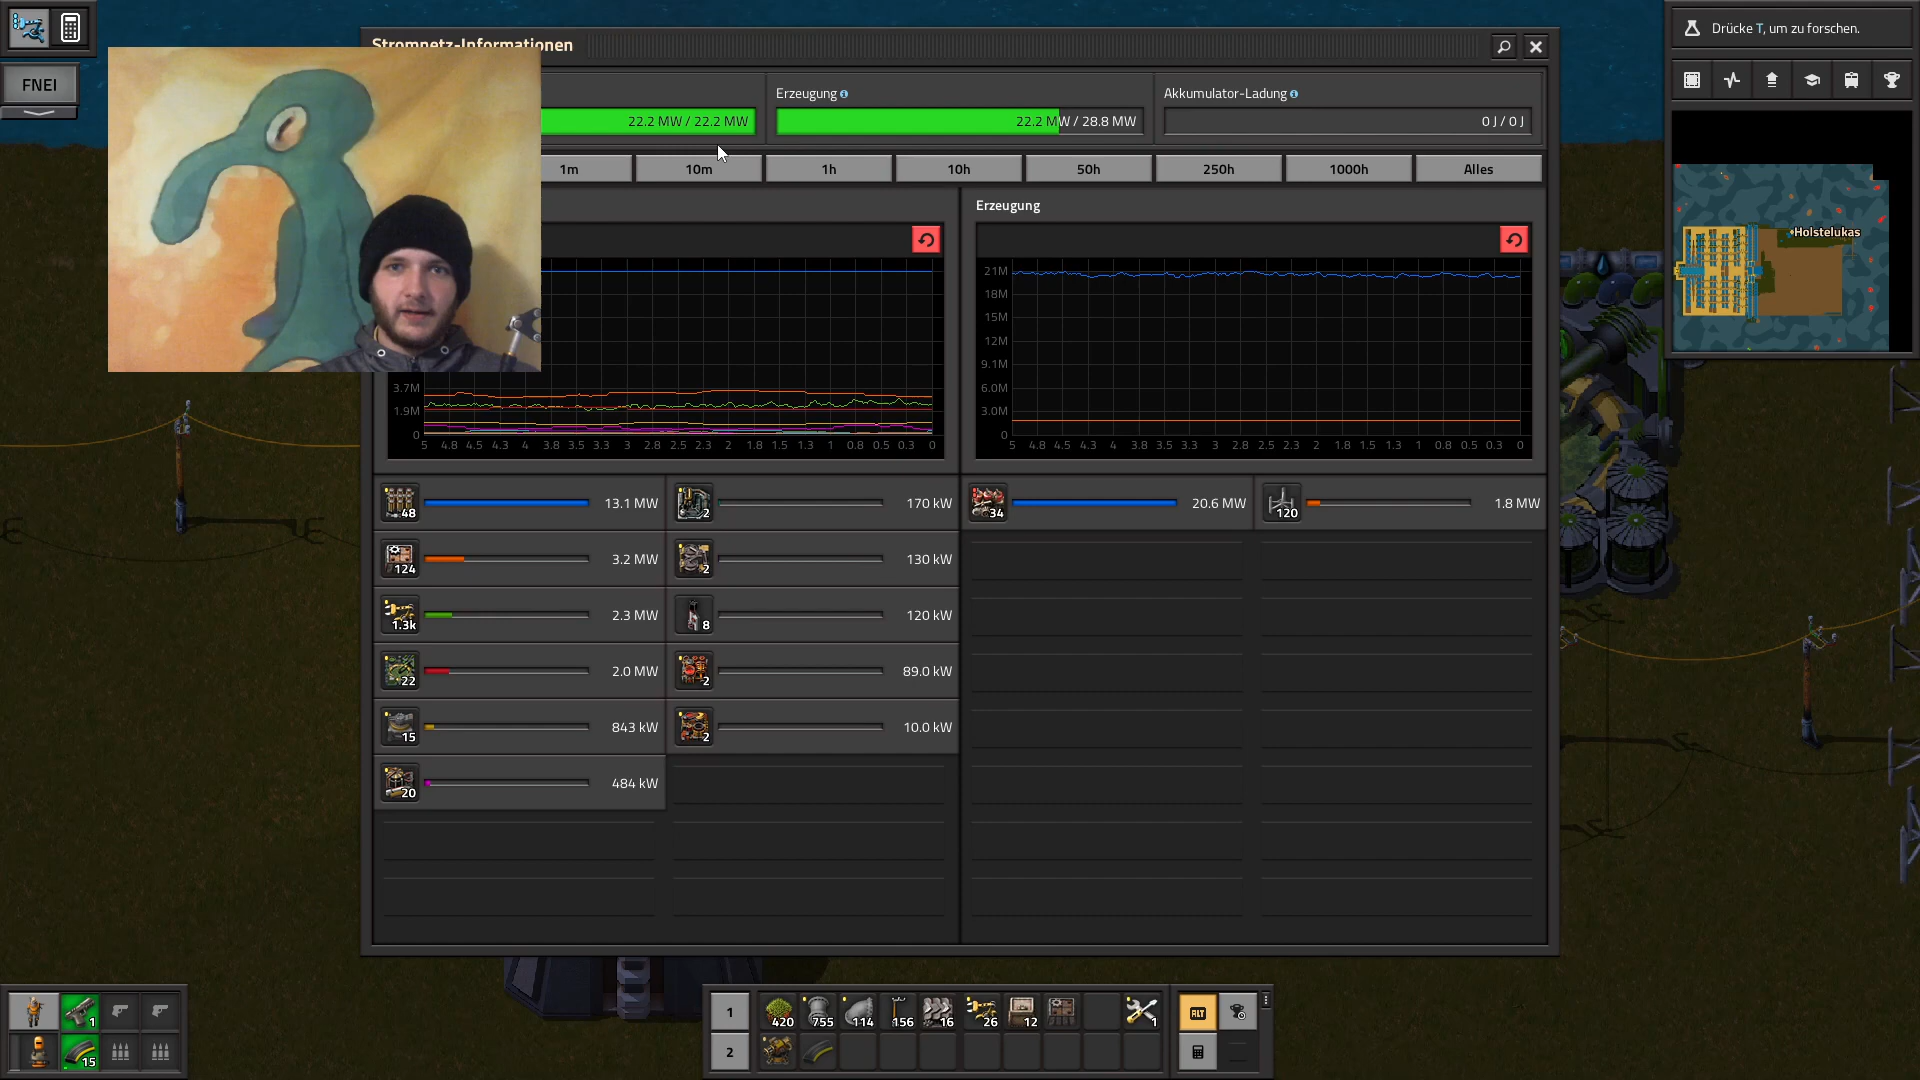 Stromnetz-Informationen
Drücke T, um zu forschen.
FNEI
Erzeugung
Akkumulator-Ladung
22.2 MW / 22.2 MW
22.2 MW / 28.8 MW
0 J / 0 J
1m
10m
1h
10h
50h
250h
1000h
Alles
Erzeugung
Holstelukas
3.7M
1.9M
0
5 4.8 4.5 4.3 4 3.8 3.5 3.3 3 2.8 2.5 2.3 2 1.8 1.5 1.3 1 0.8 0.5 0.3 0
21M
18M
15M
12M
9.1M
6.0M
3.0M
0
5 4.8 4.5 4.3 4 3.8 3.5 3.3 3 2.8 2.5 2.3 2 1.8 1.5 1.3 1 0.8 0.5 0.3 0
48 13.1 MW
2 170 kW
34 20.6 MW
120 1.8 MW
124 3.2 MW
2 130 kW
1.3k 2.3 MW
8 120 kW
22 2.0 MW
2 89.0 kW
15 843 kW
2 10.0 kW
20 484 kW
1
15
1
420
755
114
156
16
26
12
1
ALT
2